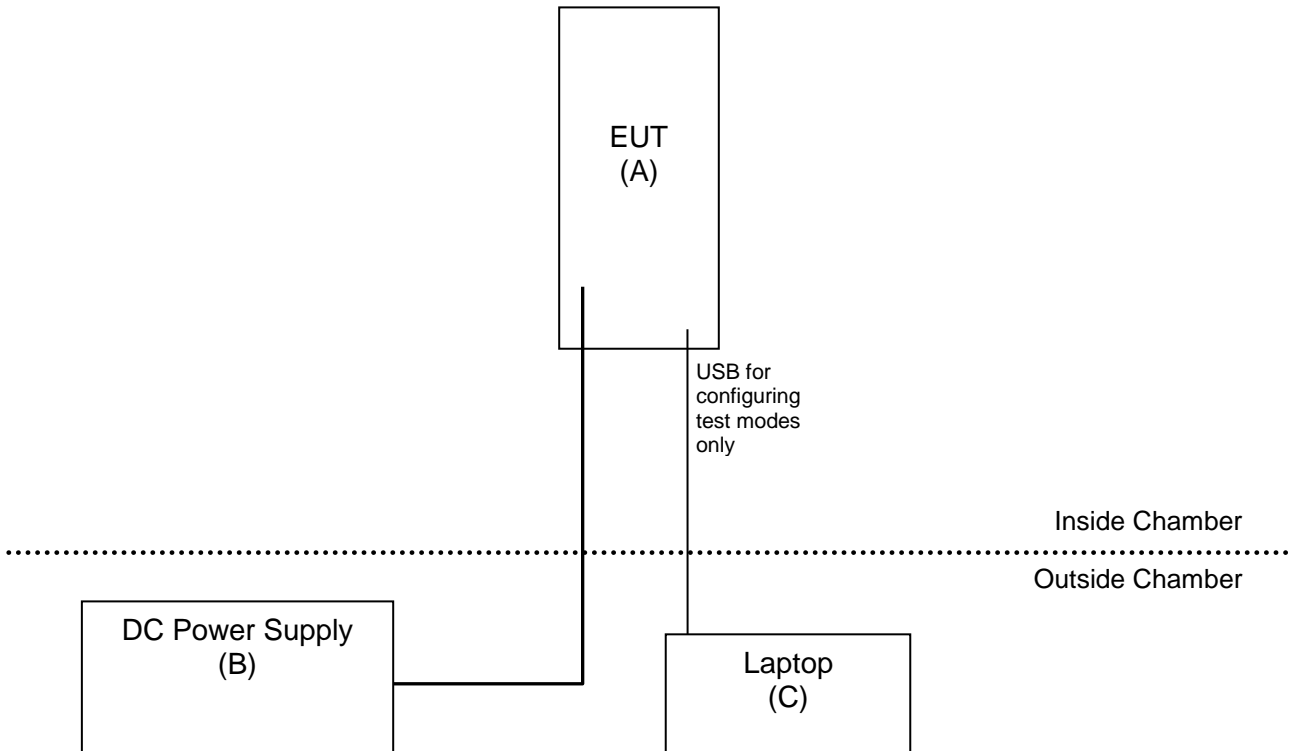 EUT
(A)
USB for
configuring
test modes
only
Inside Chamber
Outside Chamber
DC Power Supply
(B)
Laptop
(C)